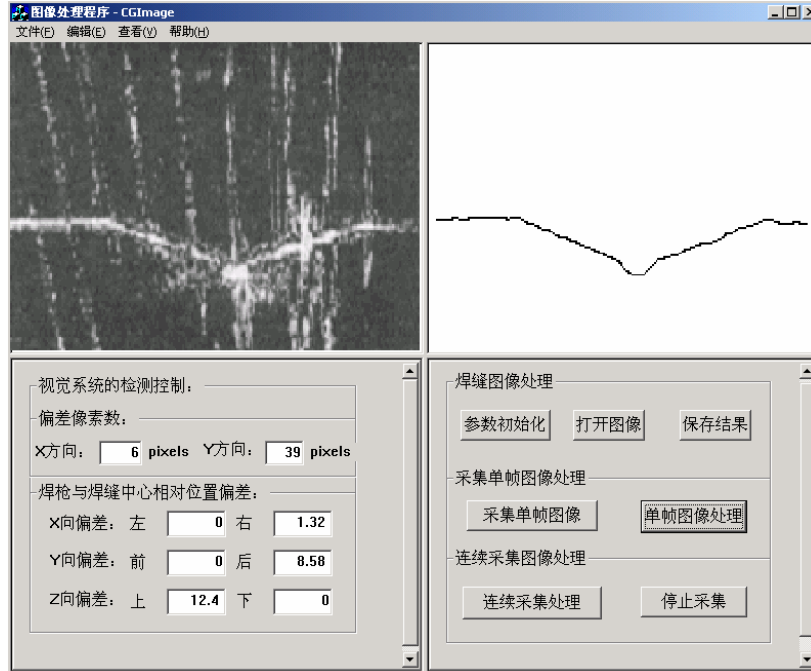 图像处理程序 - CGImage
文件(F) 编辑(E) 查看(V) 帮助(H)
视觉系统的检测控制：
偏差像素数：
X方向： 6 pixels Y方向： 39 pixels
焊枪与焊缝中心相对位置偏差：
X向偏差： 左 0 右 1.32
Y向偏差： 前 0 后 8.58
Z向偏差： 上 12.4 下 0
焊缝图像处理
参数初始化 打开图像 保存结果
采集单帧图像处理
采集单帧图像 单帧图像处理
连续采集图像处理
连续采集处理 停止采集